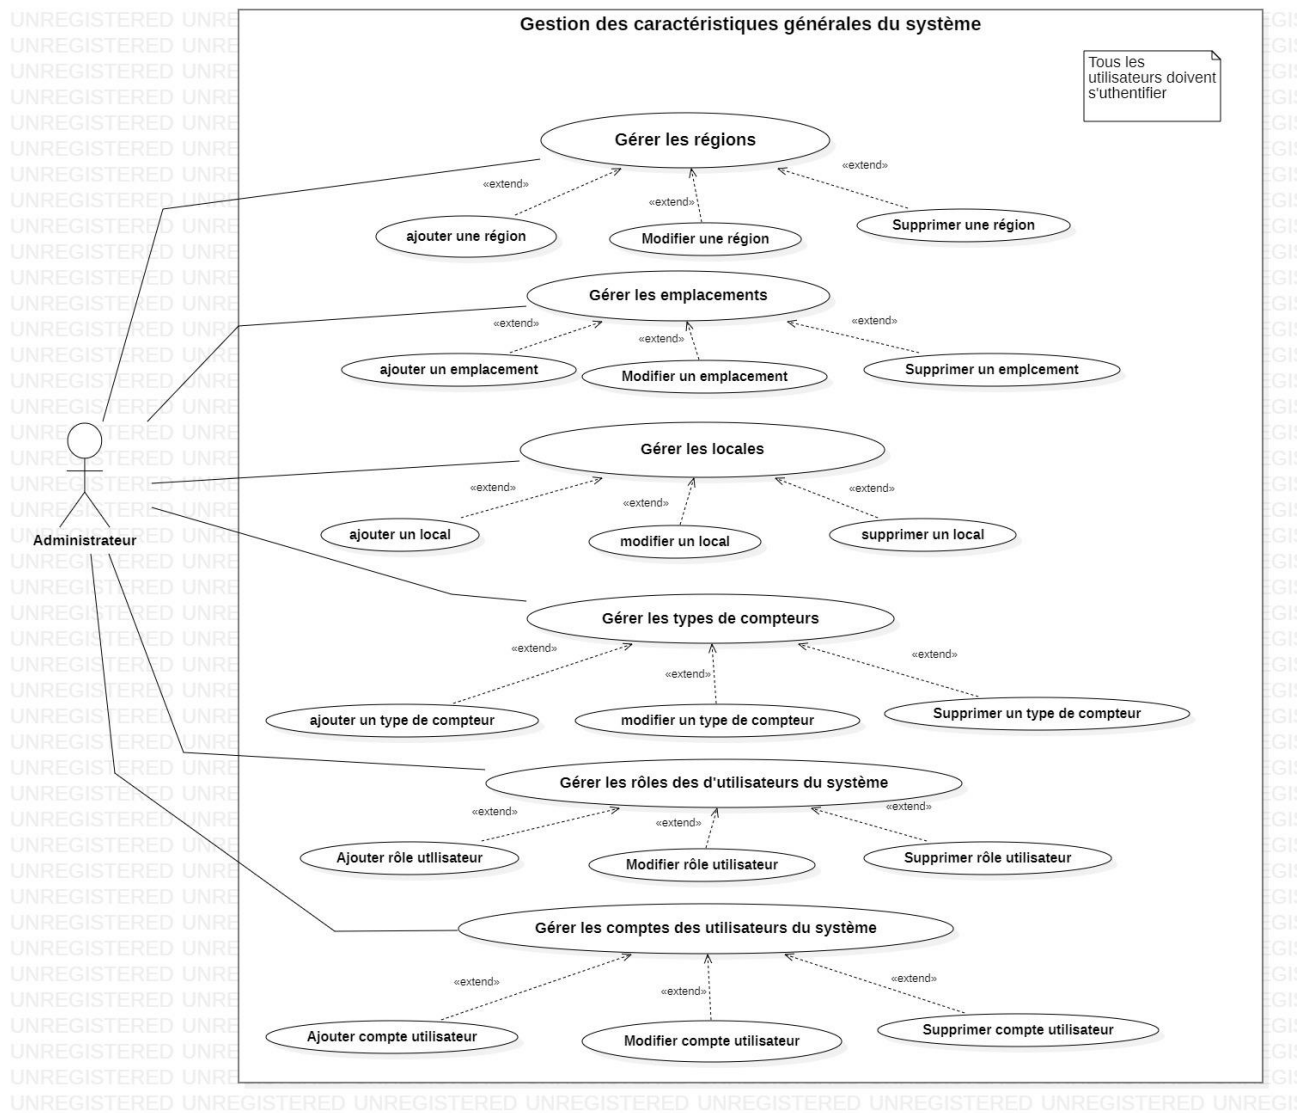 Gestion des caractéristiques générales du système
Tous les
utilisateurs doivent
s'uthentifier
Gérer les régions
«extend»
«extend»
«extend»
ajouter une région
Modifier une région
Supprimer une région
Gérer les emplacements
«extend»
«extend»
«extend»
ajouter un emplacement
Modifier un emplacement
Supprimer un emplcement
Gérer les locales
«extend»
«extend»
«extend»
ajouter un local
modifier un local
supprimer un local
Administrateur
Gérer les types de compteurs
«extend»
«extend»
«extend»
ajouter un type de compteur
modifier un type de compteur
Supprimer un type de compteur
Gérer les rôles des d'utilisateurs du système
«extend»
«extend»
«extend»
Ajouter rôle utllisateur
Modifier rôle utilisateur
Supprimer rôle utilisateur
Gérer les comptes des utilisateurs du système
«extend»
«extend»
«extend»
Ajouter compte utilisateur
Modifier compte utilisateur
Supprimer compte utilisateur
UNREGISTERED UNREGISTERED UNREGISTERED UNREGISTERED UNREGISTERED UNREGISTERED UNREGISTERED